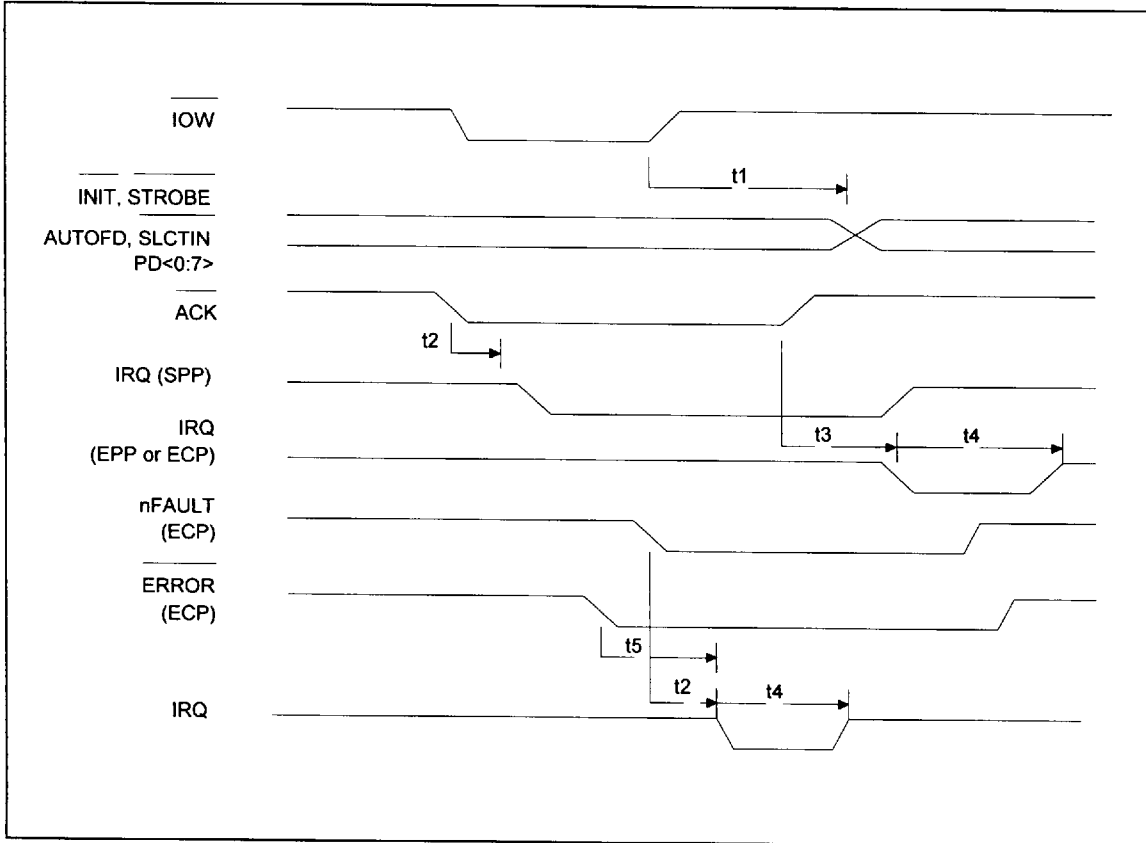 IOW
t1
INIT, STROBE
AUTOFD, SLCTIN
PD<0:7>
ACK
t2
IRQ (SPP)
IRQ
(EPP or ECP)
t3
t4
nFAULT
(ECP)
ERROR
(ECP)
t5
t2
t4
IRQ